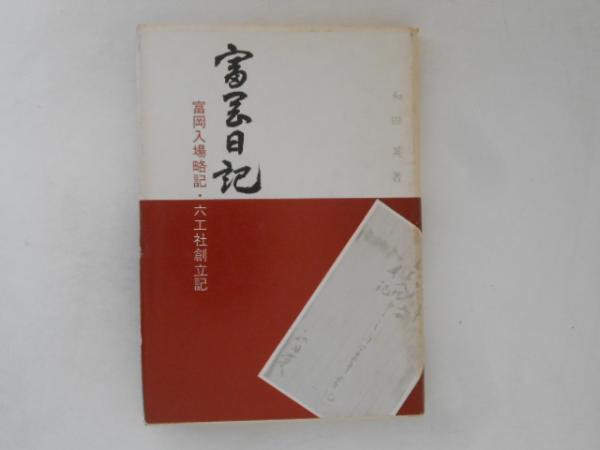 和田 英 著
富岡日記
富岡入場略記・六工社創立記